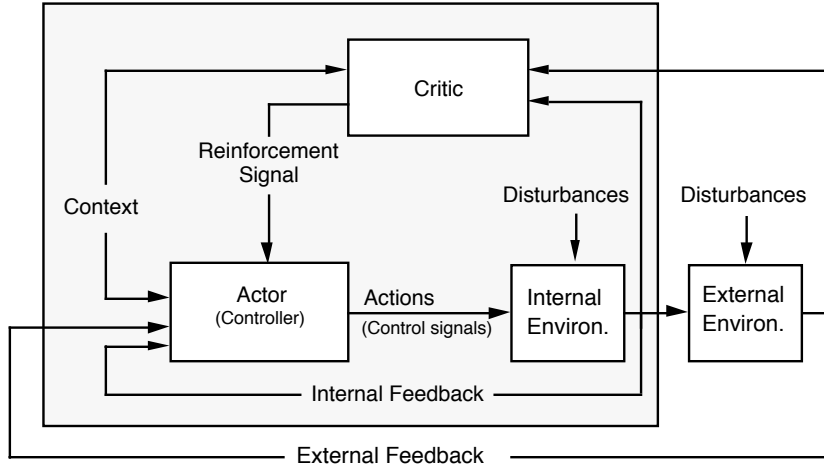 Critic
Reinforcement
Signal
Context
Disturbances
Disturbances
Actor
(Controller)
Actions
(Control signals)
Internal
Environ.
External
Environ.
Internal Feedback
External Feedback